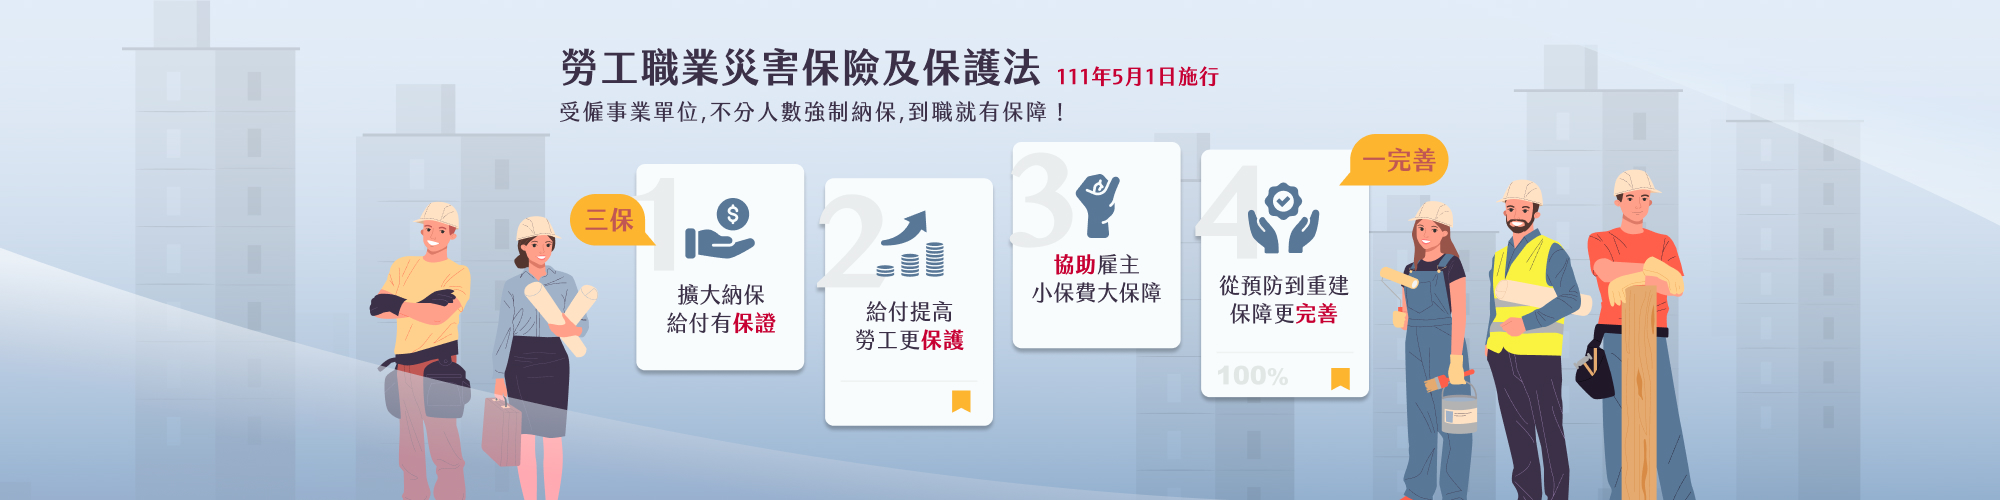 勞工職業災害保險及保護法 111年5月1日施行
受僱事業單位,不分人數強制納保,到職就有保障！
三保
1
擴大納保
給付有保證
2
給付提高
勞工更保護
3
協助雇主
小保費大保障
一完善
4
從預防到重建
保障更完善
100%